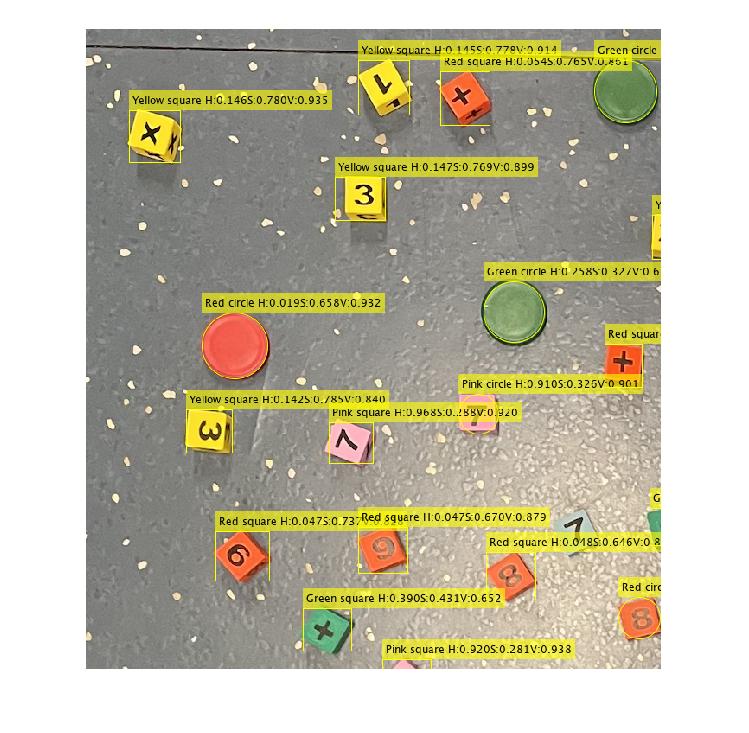 Yellow square H:0.145S:0.778V:0.914
Green circle
Red square H:0.054S:0.765V:0.861
1
+
Yellow square H:0.146S:0.780V:0.935
x
Yellow square H:0.147S:0.769V:0.899
3
Green circle H:0.258S:0.327V:0.6
Red circle H:0.019S:0.658V:0.932
Red squar
+
Pink circle H:0.910S:0.326V:0.901
Yellow square H:0.142S:0.785V:0.840
Pink square H:0.968S:0.288V:0.920
3
7
7
Red square H:0.047S:0.737
Red square H:0.047S:0.670V:0.879
7
Red square H:0.048S:0.646V:0.8
6
9
8
Red circ
Green square H:0.390S:0.431V:0.652
+
8
Pink square H:0.920S:0.281V:0.938